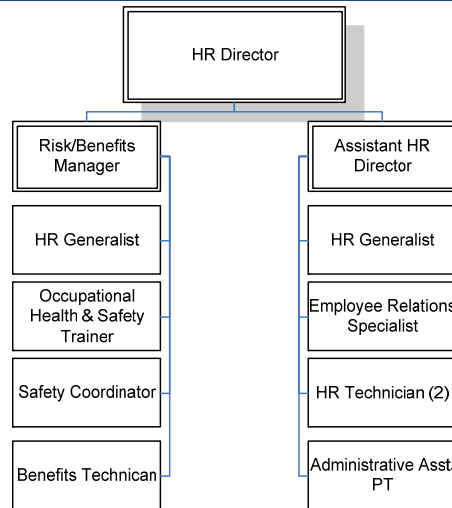 HR Director
Risk/Benefits
Manager
Assistant HR
Director
HR Generalist
HR Generalist
Occupational
Health & Safety
Trainer
Employee Relations
Specialist
Safety Coordinator
HR Technician (2)
Benefits Technican
Administrative Asst.
PT